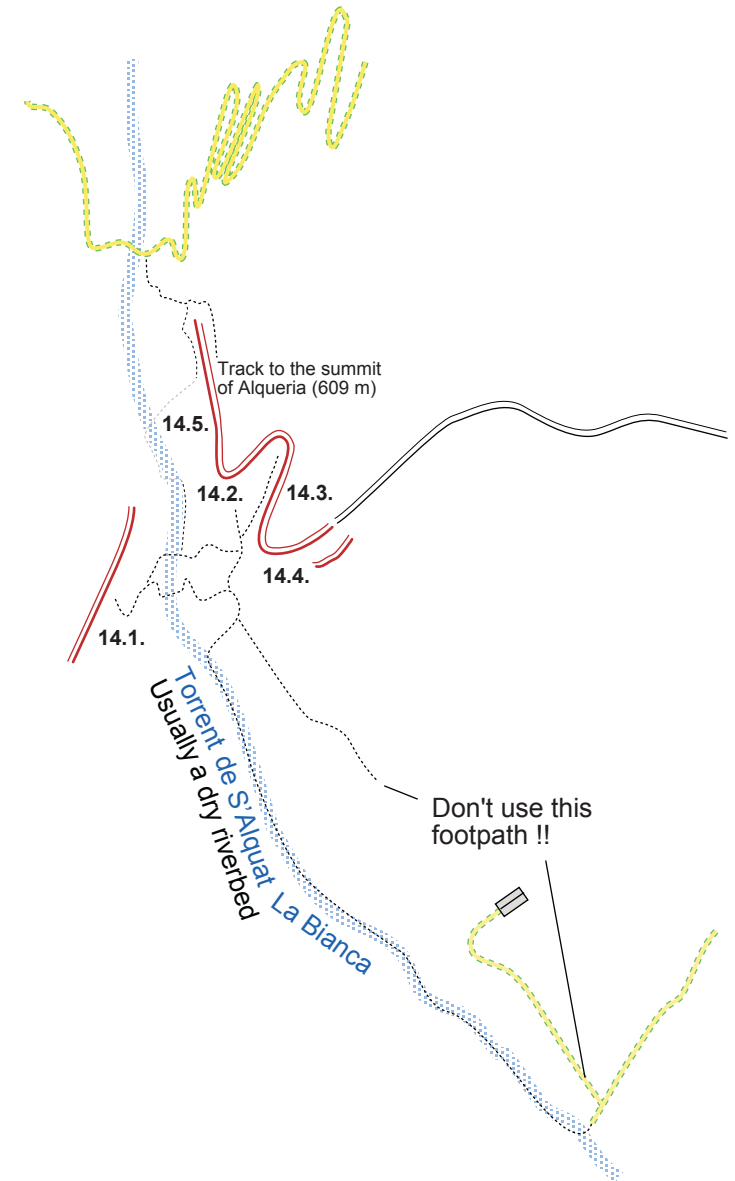 Track to the summit
of Alqueria (609 m)
14.5.
14.2.
14.3.
14.4.
14.1.
Torrent de S'Alquat La Bianca
Usually a dry riverbed
Don't use this
footpath !!